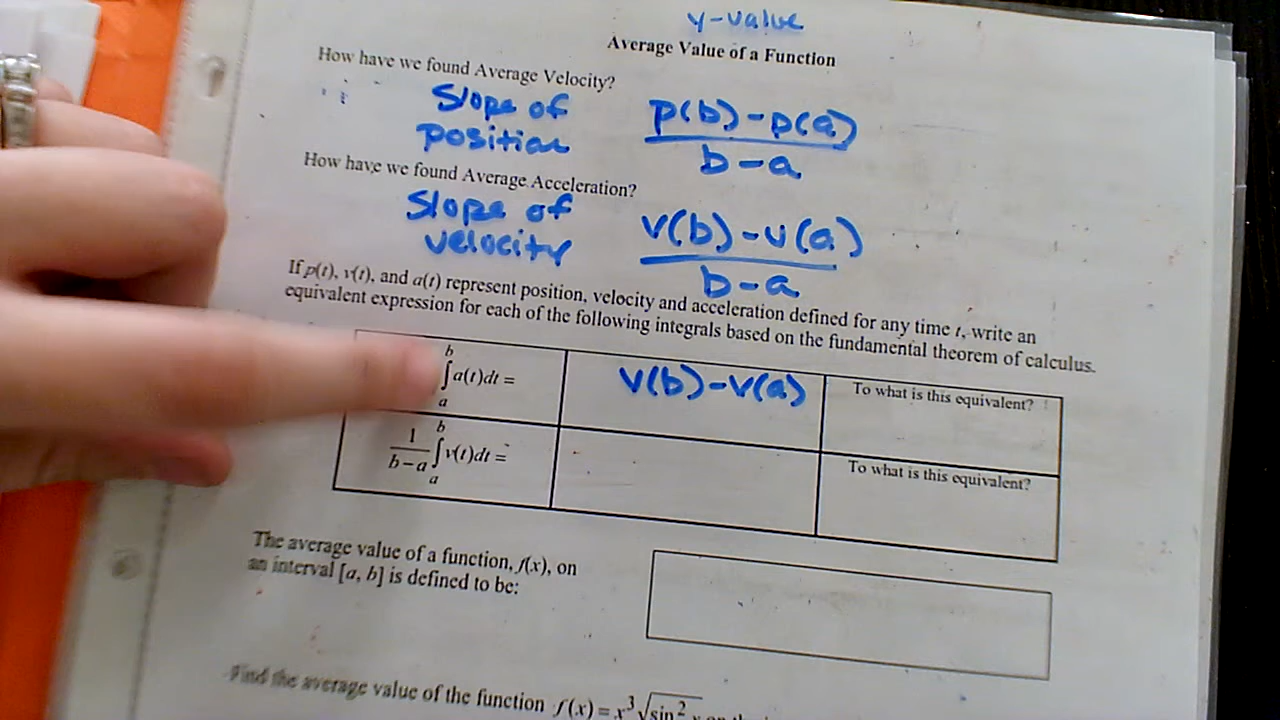 y-value
Average Value of a Function
How have we found Average Velocity?
Slope of
position
p(b)-p(a)
b-a
How have we found Average Acceleration?
Slope of
velocity
v(b)-v(a)
b-a
If p(t), v(t), and a(t) represent position, velocity and acceleration defined for any time t, write an
equivalent expression for each of the following integrals based on the fundamental theorem of calculus.
b
∫a(t)dt =
a
v(b)-v(a)
To what is this equivalent?
b
1
b-a
∫v(t)dt =
a
To what is this equivalent?
The average value of a function, f(x), on
an interval [a, b] is defined to be:
Find the average value of the function f(x) = x³√sin²